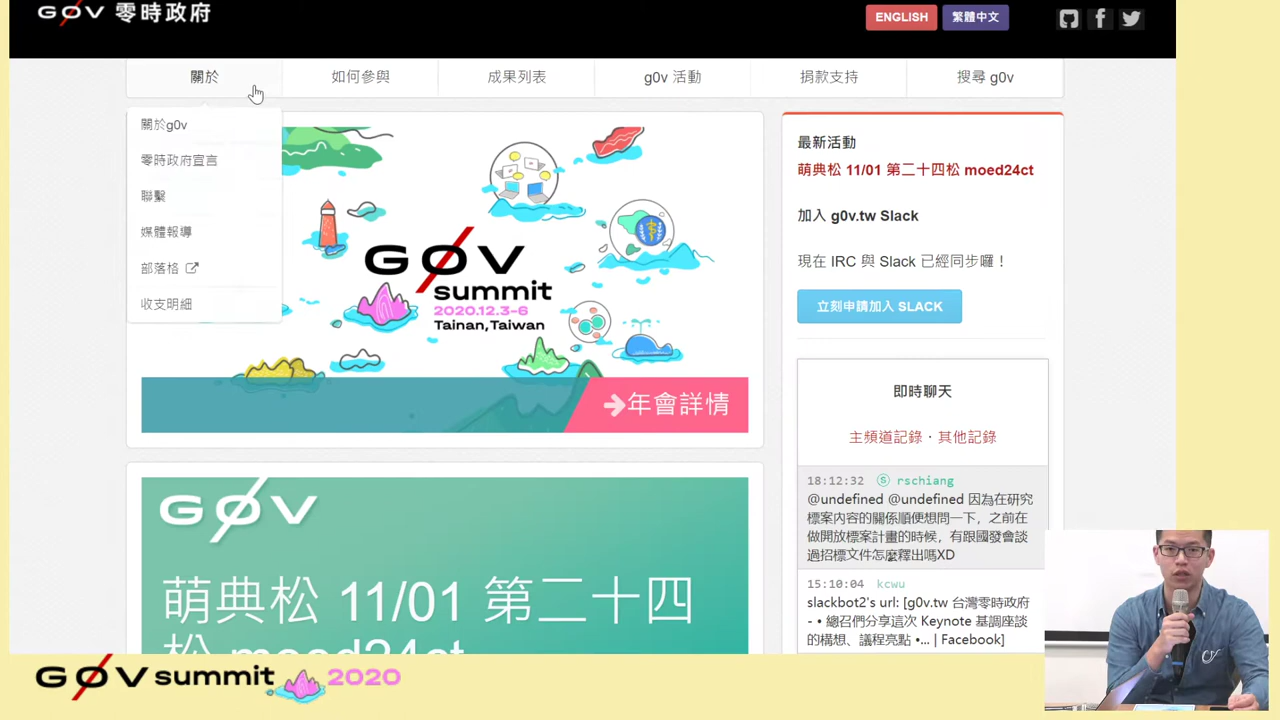 G0V 零時政府
ENGLISH
繁體中文
關於
如何參與
成果列表
g0v 活動
捐款支持
搜尋 g0v
關於g0v
零時政府宣言
聯繫
媒體報導
部落格
收支明細
G0V
summit
2020.12.3-6
Tainan,Taiwan
年會詳情
G0V
萌典松 11/01 第二十四
松 moed24ct
最新活動
萌典松 11/01 第二十四松 moed24ct
加入 g0v.tw Slack
現在 IRC 與 Slack 已經同步囉！
立刻申請加入 SLACK
即時聊天
主頻道記錄・其他記錄
18:12:32 S rschiang
@undefined @undefined 因為在研究
標案內容的關係順便想問一下，之前在
做開放標案計畫的時候，有跟國發會談
過招標文件怎麼釋出嗎XD
15:10:04 kcwu
slackbot2's url: [g0v.tw 台灣零時政府
- • 總召們分享這次 Keynote 基調座談
的構想、議程亮點 •... | Facebook]
G0V summit 2020